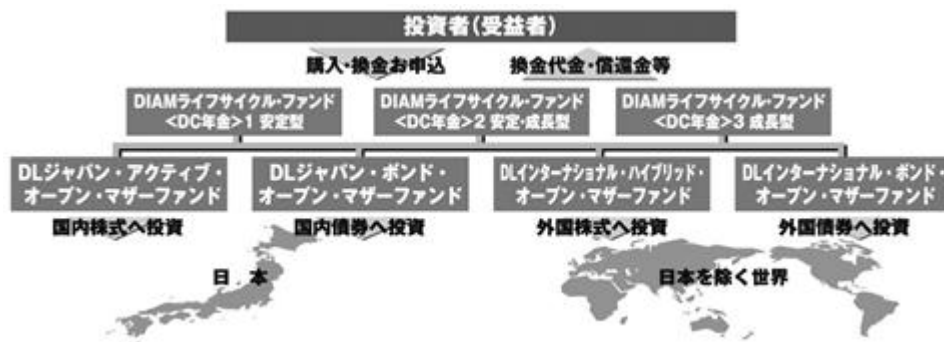 投資者(受益者)
購入・換金お申込
換金代金・償還金等
DIAMライフサイクル・ファンド
<DC年金>1 安定型
DIAMライフサイクル・ファンド
<DC年金>2 安定・成長型
DIAMライフサイクル・ファンド
<DC年金>3 成長型
DLジャパン・アクティブ・
オープン・マザーファンド
DLジャパン・ボンド・
オープン・マザーファンド
DLインターナショナル・ハイブリッド・
オープン・マザーファンド
DLインターナショナル・ボンド・
オープン・マザーファンド
国内株式へ投資
国内債券へ投資
外国株式へ投資
外国債券へ投資
日 本
日本を除く世界